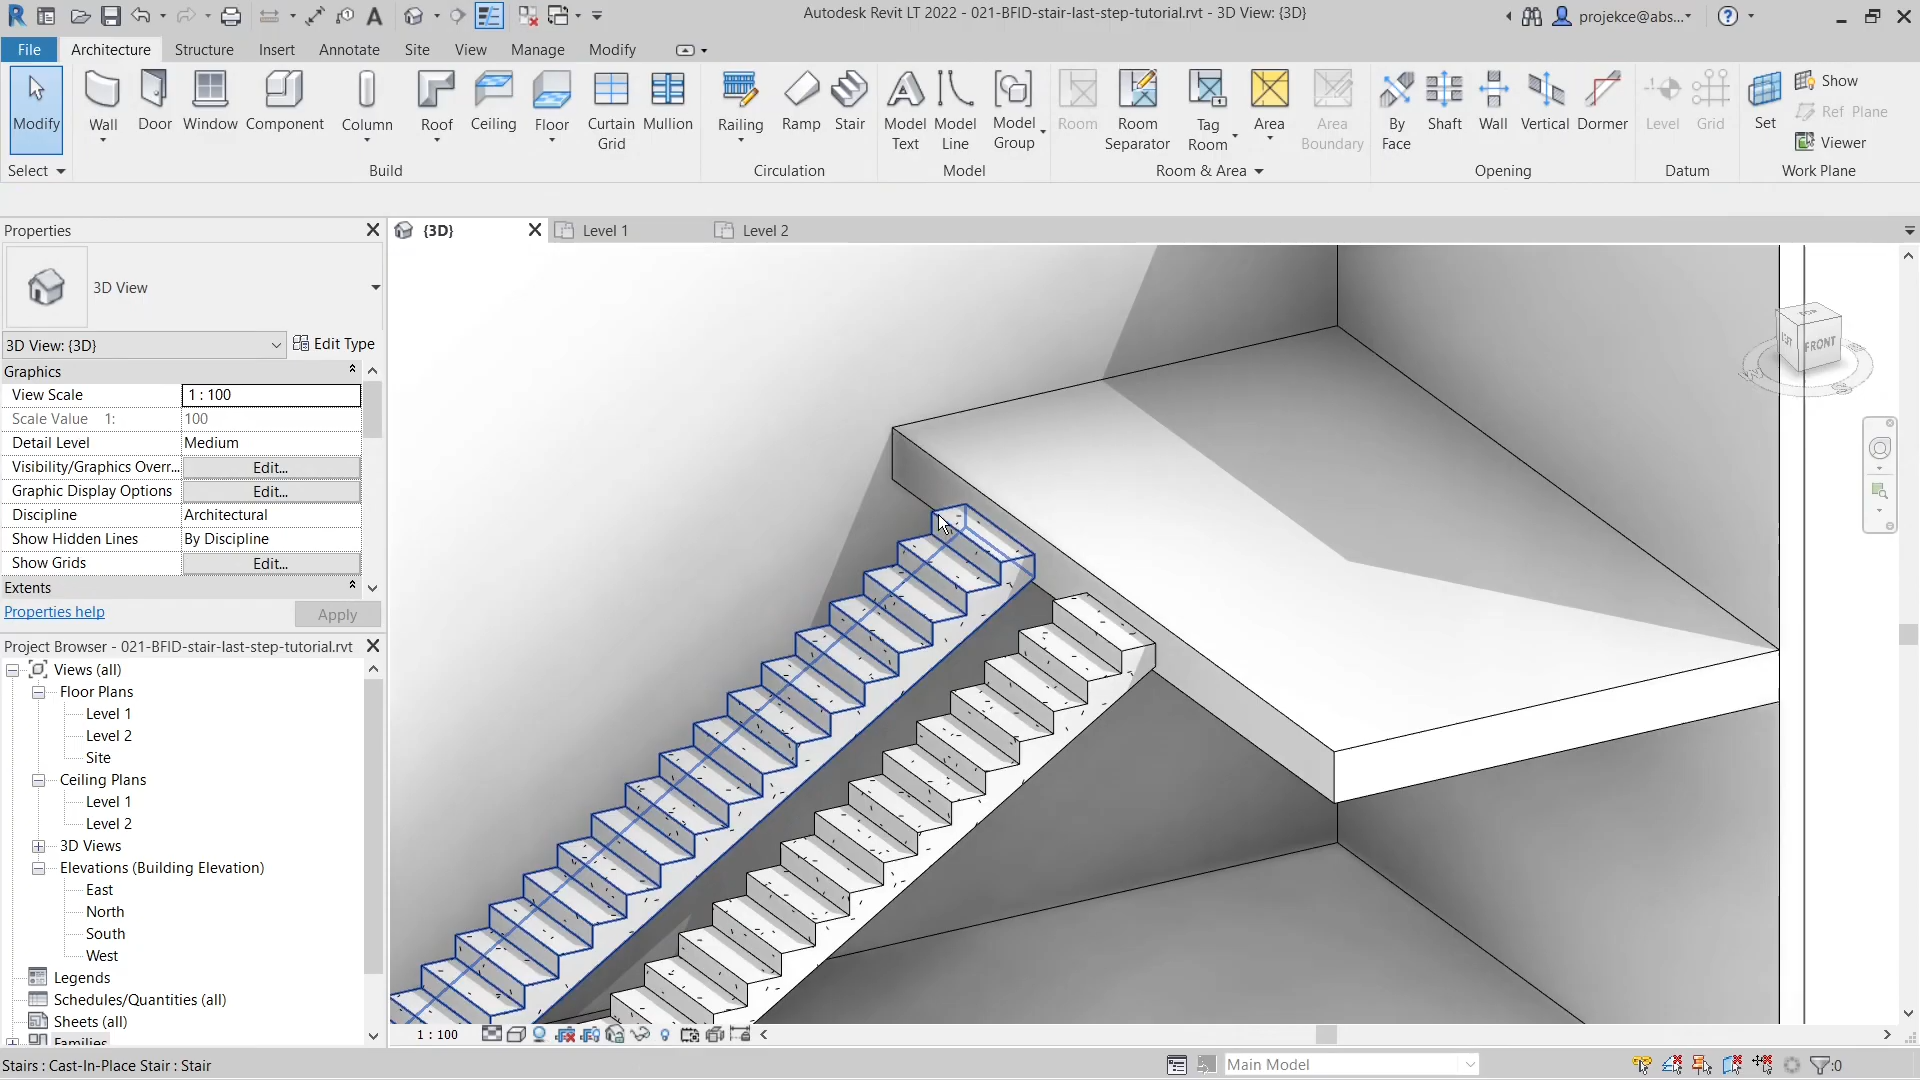 Autodesk Revit LT 2022 - 021-BFID-stair-last-step-tutorial.rvt - 3D View: {3D}
projekce@abs...
File Architecture Structure Insert Annotate Site View Manage Modify
Modify Wall Door Window Component Column Roof Ceiling Floor Curtain Grid Mullion Railing Ramp Stair Model Text Model Line Model Group Room Room Separator Tag Room Area Area Boundary By Face Shaft Wall Vertical Dormer Level Grid Set Show
Ref Plane
Viewer
Select Build Circulation Model Room & Area Opening Datum Work Plane
Properties
{3D} Level 1 Level 2
3D View
3D View: {3D} Edit Type
Graphics
View Scale 1 : 100
Scale Value 1: 100
Detail Level Medium
Visibility/Graphics Overr... Edit...
Graphic Display Options Edit...
Discipline Architectural
Show Hidden Lines By Discipline
Show Grids Edit...
Extents
Properties help Apply
Project Browser - 021-BFID-stair-last-step-tutorial.rvt
Views (all)
Floor Plans
Level 1
Level 2
Site
Ceiling Plans
Level 1
Level 2
3D Views
Elevations (Building Elevation)
East
North
South
West
Legends
Schedules/Quantities (all)
Sheets (all)
Families
TOP
FRONT
W
S
1 : 100
Stairs : Cast-In-Place Stair : Stair
Main Model
:0